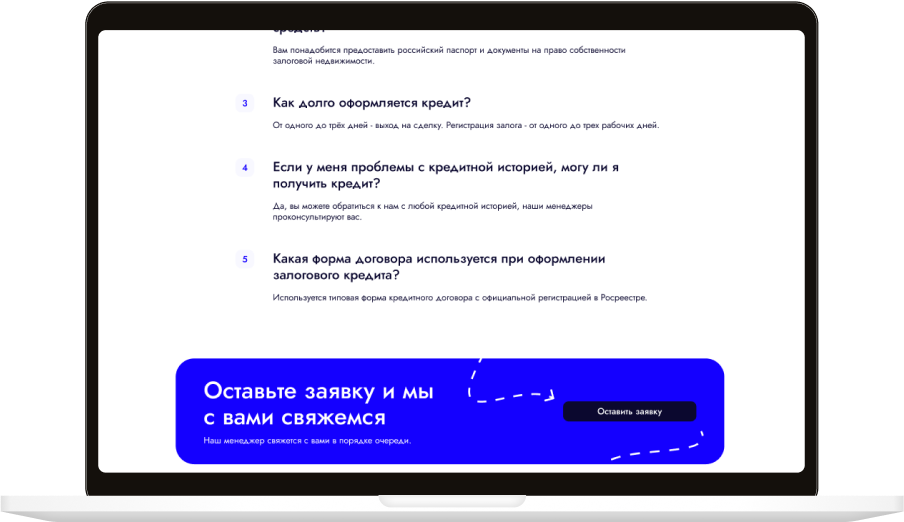 Вам понадобится предоставить российский паспорт и документы на право собственности
залоговой недвижимости.
3
Как долго оформляется кредит?
От одного до трёх дней - выход на сделку. Регистрация залога - от одного до трех рабочих дней.
4
Если у меня проблемы с кредитной историей, могу ли я
получить кредит?
Да, вы можете обратиться к нам с любой кредитной историей, наши менеджеры
проконсультируют вас.
5
Какая форма договора используется при оформлении
залогового кредита?
Используется типовая форма кредитного договора с официальной регистрацией в Росреестре.
Оставьте заявку и мы
с вами свяжемся
Наш менеджер свяжется с вами в порядке очереди.
Оставить заявку